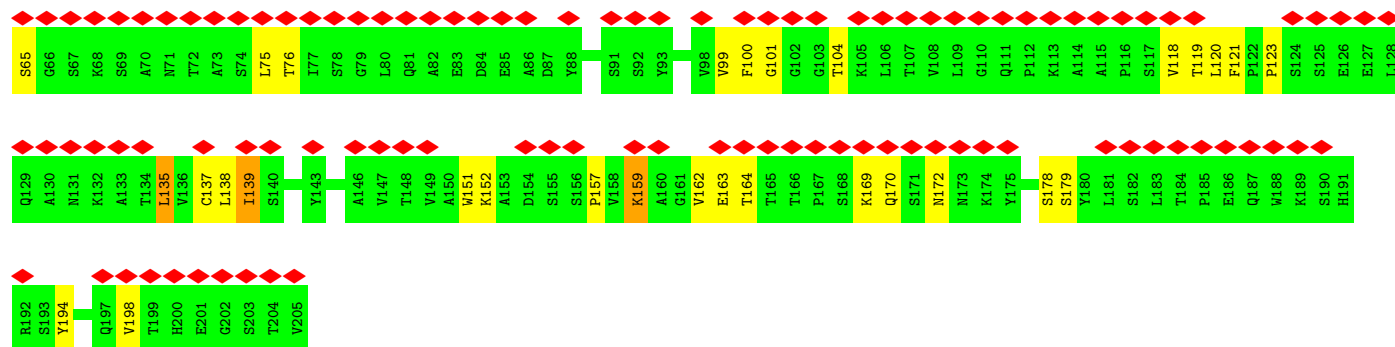 S65 G66 S67 K68 S69 A70 N71 T72 A73 S74 L75 T76 I77 S78 G79 L80 Q81 A82 E83 D84 E85 A86 D87 Y88 S91 S92 Y93 V98 V99 F100 G101 G102 G103 T104 K105 L106 T107 V108 L109 G110 Q111 P112 K113 A114 A115 P116 S117 V118 T119 L120 F121 P122 P123 S124 S125 E126 E127 L128
Q129 A130 N131 K132 A133 T134 L135 V136 C137 L138 I139 S140 Y143 A146 V147 T148 V149 A150 W151 K152 A153 D154 S155 S156 P157 V158 K159 A160 G161 V162 E163 T164 T165 T166 P167 S168 K169 Q170 S171 N172 N173 K174 Y175 S178 S179 Y180 L181 S182 L183 T184 P185 E186 Q187 W188 K189 S190 H191
R192 S193 Y194 Q197 V198 T199 H200 E201 G202 S203 T204 V205